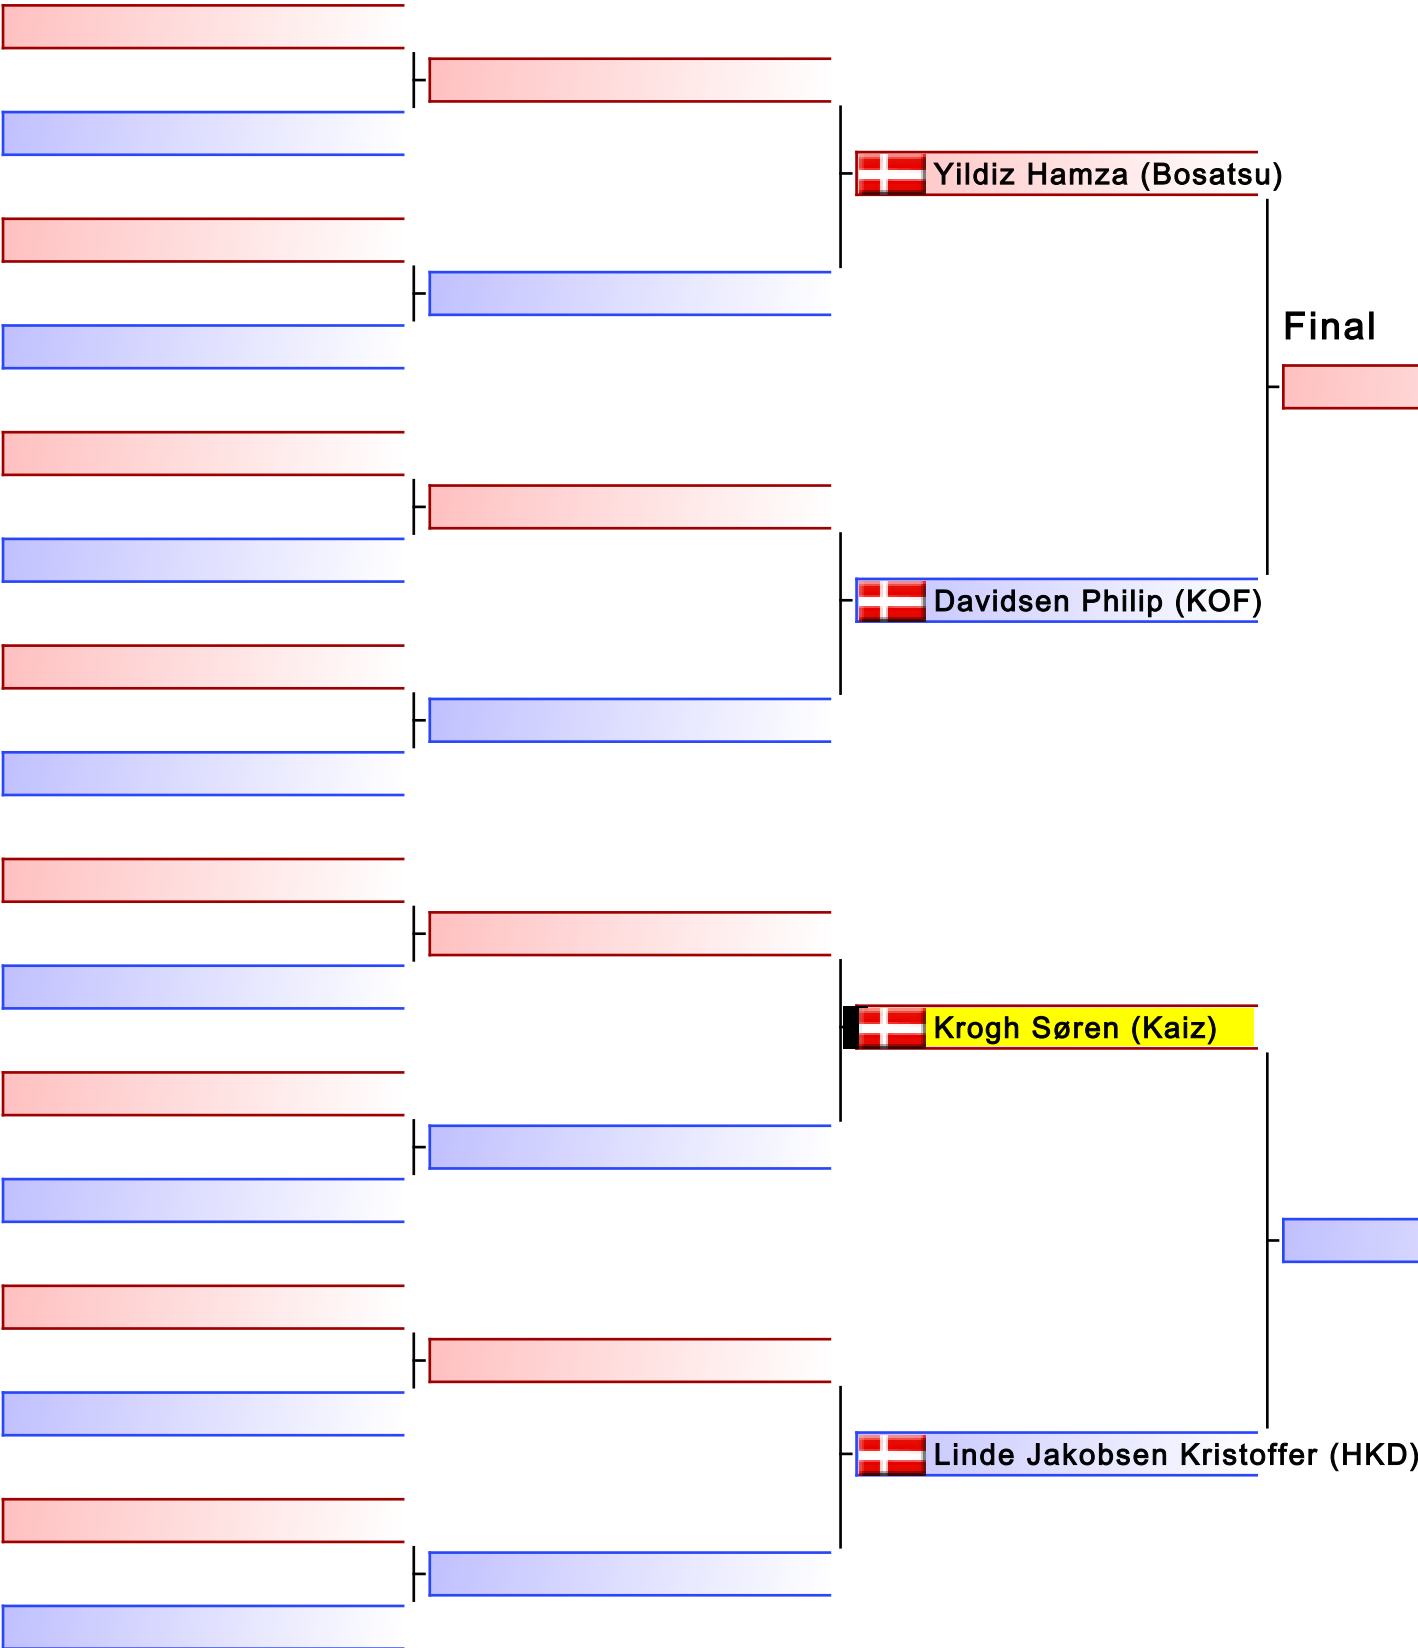 Yildiz Hamza (Bosatsu)
Final
Davidsen Philip (KOF)
Krogh Søren (Kaiz)
Linde Jakobsen Kristoffer (HKD)